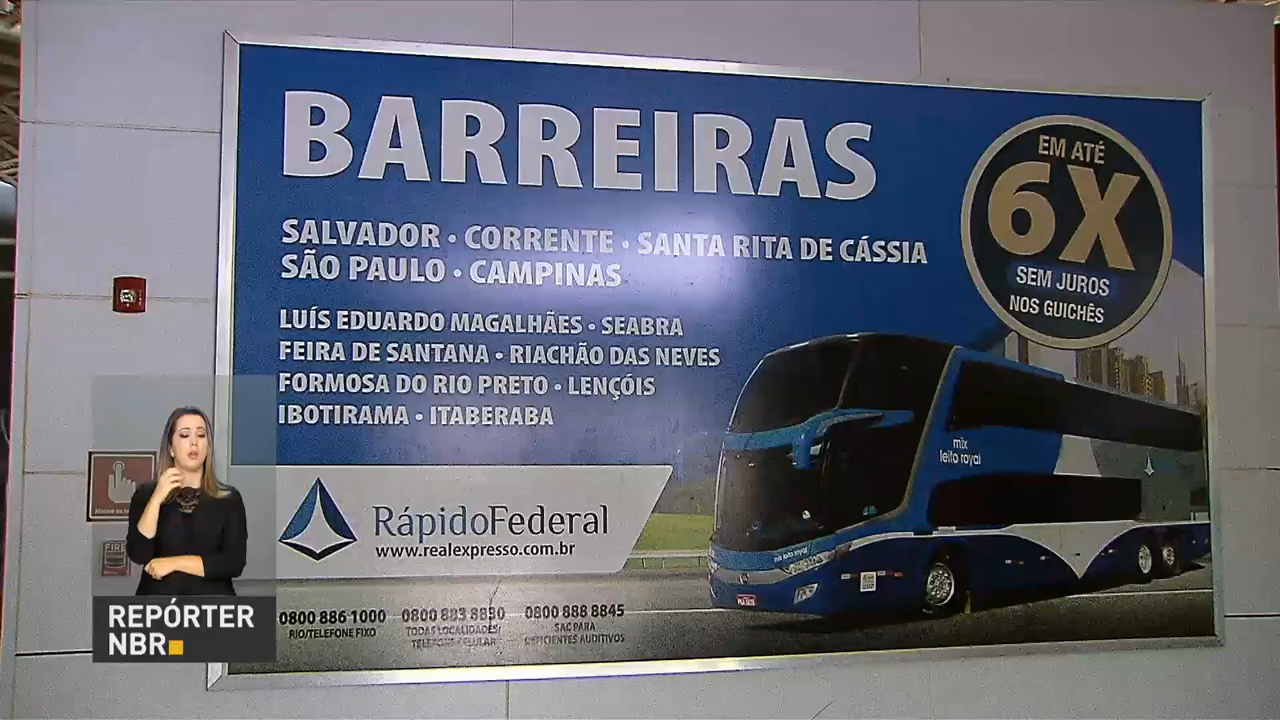 BARREIRAS
SALVADOR • CORRENTE • SANTA RITA DE CÁSSIA
SÃO PAULO • CAMPINAS
LUÍS EDUARDO MAGALHÃES • SEABRA
FEIRA DE SANTANA • RIACHÃO DAS NEVES
FORMOSA DO RIO PRETO • LENÇÓIS
IBOTIRAMA • ITABERABA
EM ATÉ
6X
SEM JUROS
NOS GUICHÊS
mix
leito royal
mix leito royal
RápidoFederal
www.realexpresso.com.br
0800 886 1000
RIO/TELEFONE FIXO
0800 883 8830
TODAS LOCALIDADES/
TELEFONE CELULAR
0800 888 8845
SAC PARA
DEFICIENTES AUDITIVOS
FIRE
REPÓRTER
NBR